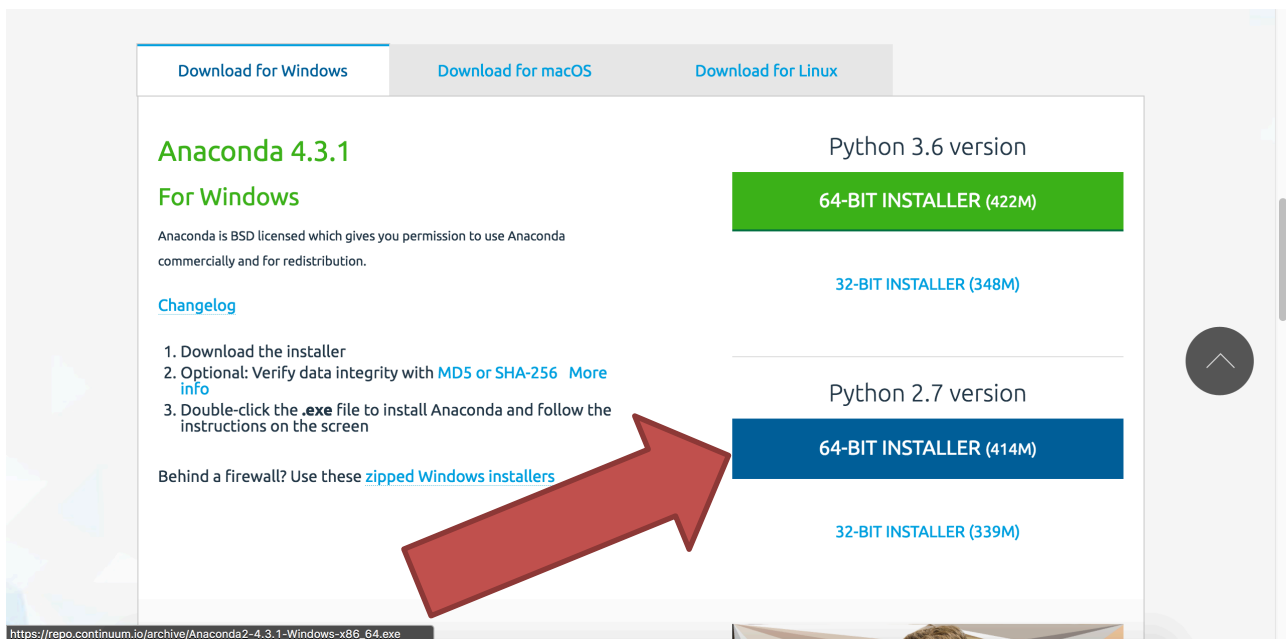 Download for Windows
Download for macOS
Download for Linux
Anaconda 4.3.1
For Windows
Anaconda is BSD licensed which gives you permission to use Anaconda
commercially and for redistribution.
Changelog
1. Download the installer
2. Optional: Verify data integrity with MD5 or SHA-256 More
info
3. Double-click the .exe file to install Anaconda and follow the
instructions on the screen
Behind a firewall? Use these zipped Windows installers
Python 3.6 version
64-BIT INSTALLER (422M)
32-BIT INSTALLER (348M)
Python 2.7 version
64-BIT INSTALLER (414M)
32-BIT INSTALLER (339M)
https://repo.continuum.io/archive/Anaconda2-4.3.1-Windows-x86_64.exe